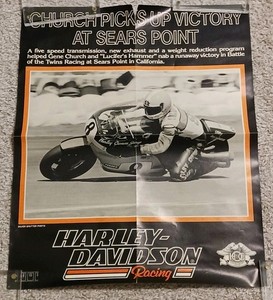 CHURCH PICKS UP VICTORY
AT SEARS POINT
A five speed transmission, new exhaust and a weight reduction program
helped Gene Church and "Lucifer's Hammer" nab a runaway victory in Battle
of the Twins Racing at Sears Point in California.
HARLEY-
DAVIDSON
Racing